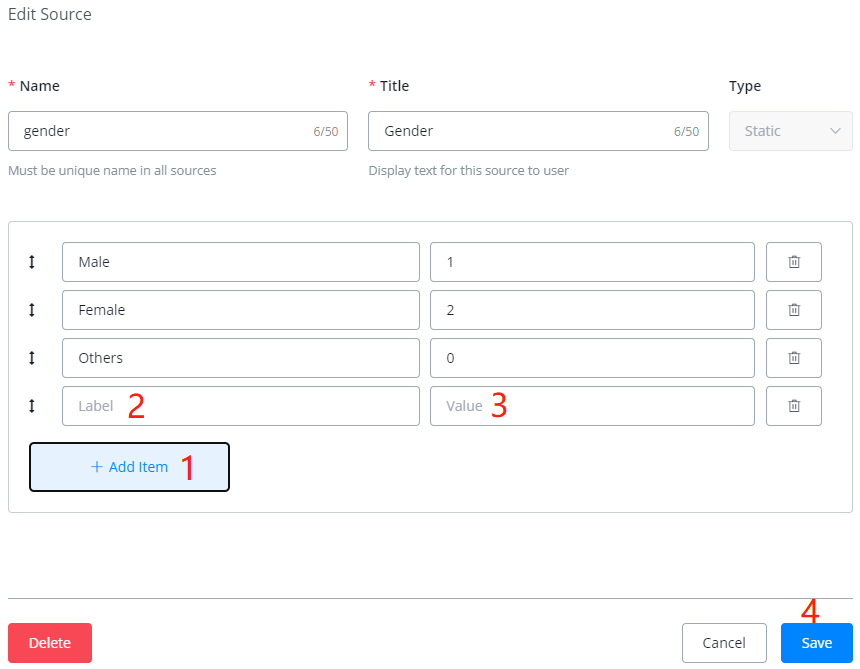 Edit Source
* Name * Title Type
gender 6/50 Gender 6/50 Static
Must be unique name in all sources Display text for this source to user
Male 1
Female 2
Others 0
Label 2 Value 3
+ Add Item 1
4
Delete Cancel Save